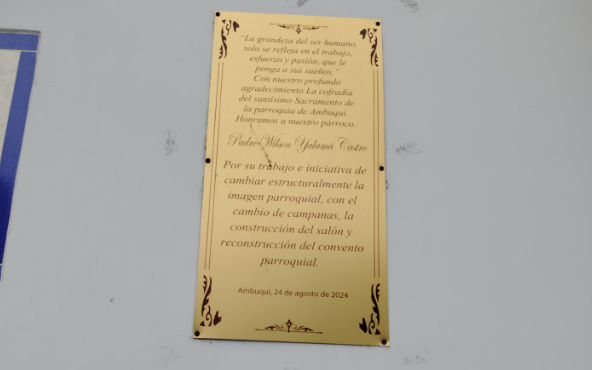 "La grandeza del ser humano,
solo se refleja en el trabajo,
esfuerzo y pasión, que le
ponga a sus sueños."
Con nuestro profundo
agradecimiento La cofradía
del santísimo Sacramento de
la parroquia de Ambuqui
Honramos a nuestro párroco.
Padre Wilson Yalamá Castro
Por su trabajo e iniciativa de
cambiar estructuralmente la
imagen parroquial, con el
cambio de campanas, la
construcción del salón y
reconstrucción del convento
parroquial.
Ambuqui, 24 de agosto de 2024